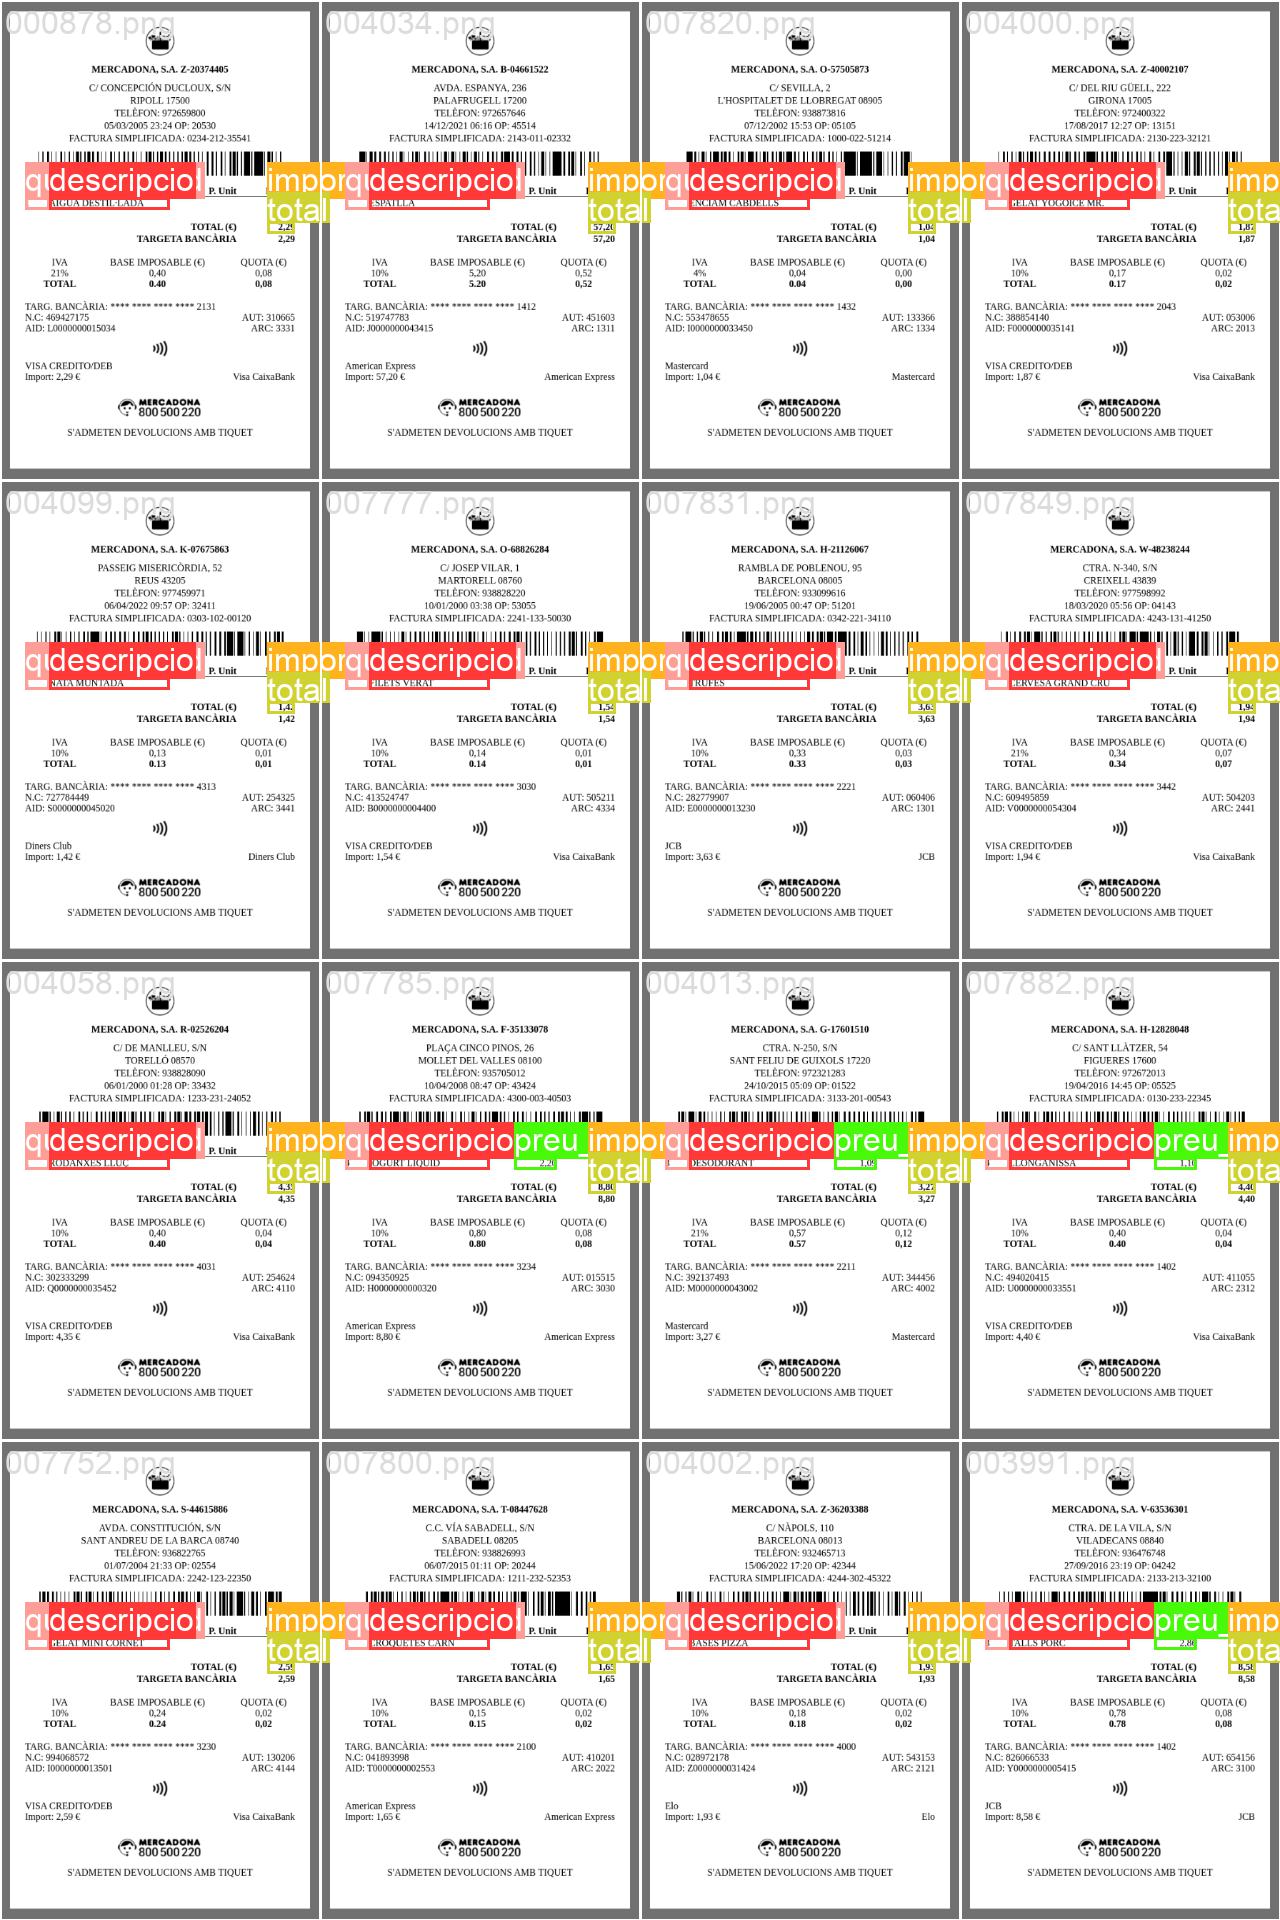 000878.png
MERCADONA, S.A. Z-20374405
C/ CONCEPCIÓN DUCLOUX, S/N
RIPOLL 17500
TELÈFON: 972659800
05/03/2005 23:24 OP: 20530
FACTURA SIMPLIFICADA: 0234-212-35541
descripcio P. Unit impor
AIGUA DESTIL·LADA total
TOTAL (€) 2,29
TARGETA BANCÀRIA 2,29
IVA BASE IMPOSABLE (€) QUOTA (€)
21% 0,40 0,08
TOTAL 0.40 0,08
TARG. BANCÀRIA: **** **** **** **** 2131
N.C: 469427175 AUT: 310665
AID: L0000000015034 ARC: 3331
VISA CREDITO/DEB
Import: 2,29 € Visa CaixaBank
MERCADONA
800 500 220
S'ADMETEN DEVOLUCIONS AMB TIQUET
004034.png
MERCADONA, S.A. B-04661522
AVDA. ESPANYA, 236
PALAFRUGELL 17200
TELÈFON: 972657646
14/12/2021 06:16 OP: 45514
FACTURA SIMPLIFICADA: 2143-011-02332
descripcio P. Unit impor
ESPATLLA total
TOTAL (€) 57,20
TARGETA BANCÀRIA 57,20
IVA BASE IMPOSABLE (€) QUOTA (€)
10% 5,20 0,52
TOTAL 5.20 0,52
TARG. BANCÀRIA: **** **** **** **** 1412
N.C: 519747783 AUT: 451603
AID: J0000000043415 ARC: 1311
American Express
Import: 57,20 € American Express
MERCADONA
800 500 220
S'ADMETEN DEVOLUCIONS AMB TIQUET
007820.png
MERCADONA, S.A. O-57505873
C/ SEVILLA, 2
L'HOSPITALET DE LLOBREGAT 08905
TELÈFON: 938873816
07/12/2002 15:53 OP: 05105
FACTURA SIMPLIFICADA: 1000-022-51214
descripcio P. Unit impor
ENCIAM CABDELLS total
TOTAL (€) 1,04
TARGETA BANCÀRIA 1,04
IVA BASE IMPOSABLE (€) QUOTA (€)
4% 0,04 0,00
TOTAL 0.04 0,00
TARG. BANCÀRIA: **** **** **** **** 1432
N.C: 553478655 AUT: 133366
AID: I0000000033450 ARC: 1334
Mastercard
Import: 1,04 € Mastercard
MERCADONA
800 500 220
S'ADMETEN DEVOLUCIONS AMB TIQUET
004000.png
MERCADONA, S.A. Z-40002107
C/ DEL RIU GÜELL, 222
GIRONA 17005
TELÈFON: 972400322
17/08/2017 12:27 OP: 13151
FACTURA SIMPLIFICADA: 2130-223-32121
descripcio P. Unit imp
GELAT YOGOICE MR. tota
TOTAL (€) 1,87
TARGETA BANCÀRIA 1,87
IVA BASE IMPOSABLE (€) QUOTA (€)
10% 0,17 0,02
TOTAL 0.17 0,02
TARG. BANCÀRIA: **** **** **** **** 2043
N.C: 388854140 AUT: 053006
AID: F0000000035141 ARC: 2013
VISA CREDITO/DEB
Import: 1,87 € Visa CaixaBank
MERCADONA
800 500 220
S'ADMETEN DEVOLUCIONS AMB TIQUET
004099.png
MERCADONA, S.A. K-07675863
PASSEIG MISERICÒRDIA, 52
REUS 43205
TELÈFON: 977459971
06/04/2022 09:57 OP: 32411
FACTURA SIMPLIFICADA: 0303-102-00120
descripcio P. Unit impor
NATA MUNTADA total
TOTAL (€) 1,42
TARGETA BANCÀRIA 1,42
IVA BASE IMPOSABLE (€) QUOTA (€)
10% 0,13 0,01
TOTAL 0.13 0,01
TARG. BANCÀRIA: **** **** **** **** 4313
N.C: 727784449 AUT: 254325
AID: S0000000045020 ARC: 3441
Diners Club
Import: 1,42 € Diners Club
MERCADONA
800 500 220
S'ADMETEN DEVOLUCIONS AMB TIQUET
007777.png
MERCADONA, S.A. O-68826284
C/ JOSEP VILAR, 1
MARTORELL 08760
TELÈFON: 938828220
10/01/2000 03:38 OP: 53055
FACTURA SIMPLIFICADA: 2241-133-50030
descripcio P. Unit impor
FILETS VERAT total
TOTAL (€) 1,54
TARGETA BANCÀRIA 1,54
IVA BASE IMPOSABLE (€) QUOTA (€)
10% 0,14 0,01
TOTAL 0.14 0,01
TARG. BANCÀRIA: **** **** **** **** 3030
N.C: 413524747 AUT: 505211
AID: B0000000004400 ARC: 4334
VISA CREDITO/DEB
Import: 1,54 € Visa CaixaBank
MERCADONA
800 500 220
S'ADMETEN DEVOLUCIONS AMB TIQUET
007831.png
MERCADONA, S.A. H-21126067
RAMBLA DE POBLENOU, 95
BARCELONA 08005
TELÈFON: 933099616
19/06/2005 00:47 OP: 51201
FACTURA SIMPLIFICADA: 0342-221-34110
descripcio P. Unit impor
TRUFES total
TOTAL (€) 3,63
TARGETA BANCÀRIA 3,63
IVA BASE IMPOSABLE (€) QUOTA (€)
10% 0,33 0,03
TOTAL 0.33 0,03
TARG. BANCÀRIA: **** **** **** **** 2221
N.C: 282779907 AUT: 060406
AID: E0000000013230 ARC: 1301
JCB
Import: 3,63 € JCB
MERCADONA
800 500 220
S'ADMETEN DEVOLUCIONS AMB TIQUET
007849.png
MERCADONA, S.A. W-48238244
CTRA. N-340, S/N
CREIXELL 43839
TELÈFON: 977598992
18/03/2020 05:56 OP: 04143
FACTURA SIMPLIFICADA: 4243-131-41250
descripcio P. Unit imp
CERVESA GRAND CRU tota
TOTAL (€) 1,94
TARGETA BANCÀRIA 1,94
IVA BASE IMPOSABLE (€) QUOTA (€)
21% 0,34 0,07
TOTAL 0.34 0,07
TARG. BANCÀRIA: **** **** **** **** 3442
N.C: 609495859 AUT: 504203
AID: V0000000054304 ARC: 2441
VISA CREDITO/DEB
Import: 1,94 € Visa CaixaBank
MERCADONA
800 500 220
S'ADMETEN DEVOLUCIONS AMB TIQUET
004058.png
MERCADONA, S.A. R-02526204
C/ DE MANLLEU, S/N
TORELLÓ 08570
TELÈFON: 938828090
06/01/2000 01:28 OP: 33432
FACTURA SIMPLIFICADA: 1233-231-24052
descripcio P. Unit impor
RODANXES LLUÇ total
TOTAL (€) 4,35
TARGETA BANCÀRIA 4,35
IVA BASE IMPOSABLE (€) QUOTA (€)
10% 0,40 0,04
TOTAL 0.40 0,04
TARG. BANCÀRIA: **** **** **** **** 4031
N.C: 302333299 AUT: 254624
AID: Q0000000035452 ARC: 4110
VISA CREDITO/DEB
Import: 4,35 € Visa CaixaBank
MERCADONA
800 500 220
S'ADMETEN DEVOLUCIONS AMB TIQUET
007785.png
MERCADONA, S.A. F-35133078
PLAÇA CINCO PINOS, 26
MOLLET DEL VALLES 08100
TELÈFON: 935705012
10/04/2008 08:47 OP: 43424
FACTURA SIMPLIFICADA: 4300-003-40503
descripcio preu_ impor
IOGURT LIQUID 2,20 total
TOTAL (€) 8,80
TARGETA BANCÀRIA 8,80
IVA BASE IMPOSABLE (€) QUOTA (€)
10% 0,80 0,08
TOTAL 0.80 0,08
TARG. BANCÀRIA: **** **** **** **** 3234
N.C: 094350925 AUT: 015515
AID: H0000000000320 ARC: 3030
American Express
Import: 8,80 € American Express
MERCADONA
800 500 220
S'ADMETEN DEVOLUCIONS AMB TIQUET
004013.png
MERCADONA, S.A. G-17601510
CTRA. N-250, S/N
SANT FELIU DE GUIXOLS 17220
TELÈFON: 972321283
24/10/2015 05:09 OP: 01522
FACTURA SIMPLIFICADA: 3133-201-00543
descripcio preu_ impor
DESODORANT 1,09 total
TOTAL (€) 3,27
TARGETA BANCÀRIA 3,27
IVA BASE IMPOSABLE (€) QUOTA (€)
21% 0,57 0,12
TOTAL 0.57 0,12
TARG. BANCÀRIA: **** **** **** **** 2211
N.C: 392137493 AUT: 344456
AID: M0000000043002 ARC: 4002
Mastercard
Import: 3,27 € Mastercard
MERCADONA
800 500 220
S'ADMETEN DEVOLUCIONS AMB TIQUET
007882.png
MERCADONA, S.A. H-12828048
C/ SANT LLÀTZER, 54
FIGUERES 17600
TELÈFON: 972672013
19/04/2016 14:45 OP: 05525
FACTURA SIMPLIFICADA: 0130-233-22345
descripcio preu_ imp
LLONGANISSA 1,10 tota
TOTAL (€) 4,40
TARGETA BANCÀRIA 4,40
IVA BASE IMPOSABLE (€) QUOTA (€)
10% 0,40 0,04
TOTAL 0.40 0,04
TARG. BANCÀRIA: **** **** **** **** 1402
N.C: 494020415 AUT: 411055
AID: U0000000033551 ARC: 2312
VISA CREDITO/DEB
Import: 4,40 € Visa CaixaBank
MERCADONA
800 500 220
S'ADMETEN DEVOLUCIONS AMB TIQUET
007752.png
MERCADONA, S.A. S-44615886
AVDA. CONSTITUCIÓN, S/N
SANT ANDREU DE LA BARCA 08740
TELÈFON: 936822765
01/07/2004 21:33 OP: 02554
FACTURA SIMPLIFICADA: 2242-123-22350
descripcio P. Unit impor
GELAT MINI CORNET total
TOTAL (€) 2,59
TARGETA BANCÀRIA 2,59
IVA BASE IMPOSABLE (€) QUOTA (€)
10% 0,24 0,02
TOTAL 0.24 0,02
TARG. BANCÀRIA: **** **** **** **** 3230
N.C: 994068572 AUT: 130206
AID: I0000000013501 ARC: 4144
VISA CREDITO/DEB
Import: 2,59 € Visa CaixaBank
MERCADONA
800 500 220
S'ADMETEN DEVOLUCIONS AMB TIQUET
007800.png
MERCADONA, S.A. T-08447628
C.C. VÍA SABADELL, S/N
SABADELL 08205
TELÈFON: 938826993
06/07/2015 01:11 OP: 20244
FACTURA SIMPLIFICADA: 1211-232-52353
descripcio P. Unit impor
CROQUETES CARN total
TOTAL (€) 1,65
TARGETA BANCÀRIA 1,65
IVA BASE IMPOSABLE (€) QUOTA (€)
10% 0,15 0,02
TOTAL 0.15 0,02
TARG. BANCÀRIA: **** **** **** **** 2100
N.C: 041893998 AUT: 410201
AID: T0000000002553 ARC: 2022
American Express
Import: 1,65 € American Express
MERCADONA
800 500 220
S'ADMETEN DEVOLUCIONS AMB TIQUET
004002.png
MERCADONA, S.A. Z-36203388
C/ NÀPOLS, 110
BARCELONA 08013
TELÈFON: 932465713
15/06/2022 17:20 OP: 42344
FACTURA SIMPLIFICADA: 4244-302-45322
descripcio P. Unit impor
BASES PIZZA total
TOTAL (€) 1,93
TARGETA BANCÀRIA 1,93
IVA BASE IMPOSABLE (€) QUOTA (€)
10% 0,18 0,02
TOTAL 0.18 0,02
TARG. BANCÀRIA: **** **** **** **** 4000
N.C: 028972178 AUT: 543153
AID: Z0000000031424 ARC: 2121
Elo
Import: 1,93 € Elo
MERCADONA
800 500 220
S'ADMETEN DEVOLUCIONS AMB TIQUET
003991.png
MERCADONA, S.A. V-63536301
CTRA. DE LA VILA, S/N
VILADECANS 08840
TELÈFON: 936476748
27/09/2016 23:19 OP: 04242
FACTURA SIMPLIFICADA: 2133-213-32100
descripcio preu_ imp
TALLS PORC 2,86 tota
TOTAL (€) 8,58
TARGETA BANCÀRIA 8,58
IVA BASE IMPOSABLE (€) QUOTA (€)
10% 0,78 0,08
TOTAL 0.78 0,08
TARG. BANCÀRIA: **** **** **** **** 1402
N.C: 826066533 AUT: 654156
AID: Y0000000005415 ARC: 3100
JCB
Import: 8,58 € JCB
MERCADONA
800 500 220
S'ADMETEN DEVOLUCIONS AMB TIQUET